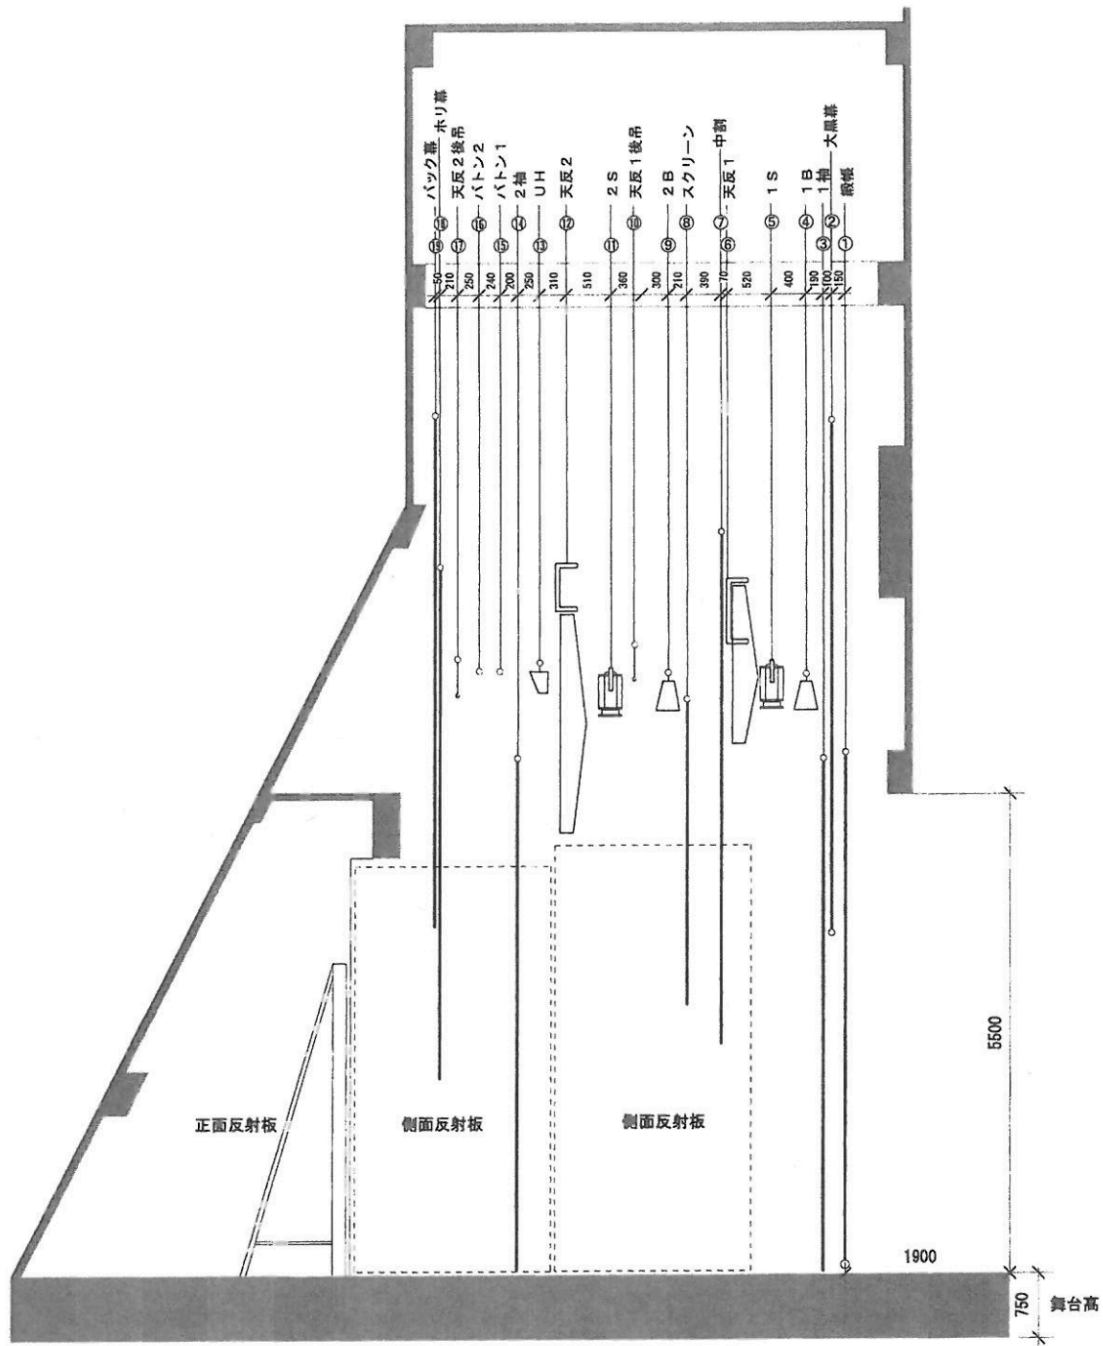 バック幕
ホリ幕
天反2後吊
バトン2
バトン1
2袖
UH
天反2
2S
天反1後吊
2B
スクリーン
中割
天反1
1S
1B
1袖
大黒幕
緞帳
⑲
⑱
⑰
⑯
⑮
⑭
⑬
⑫
⑪
⑩
⑨
⑧
⑦
⑥
⑤
④
③
②
①
50
210
250
240
200
250
310
510
360
300
210
390
70
520
400
190
100
150
正面反射板
側面反射板
側面反射板
5500
1900
750
舞台高